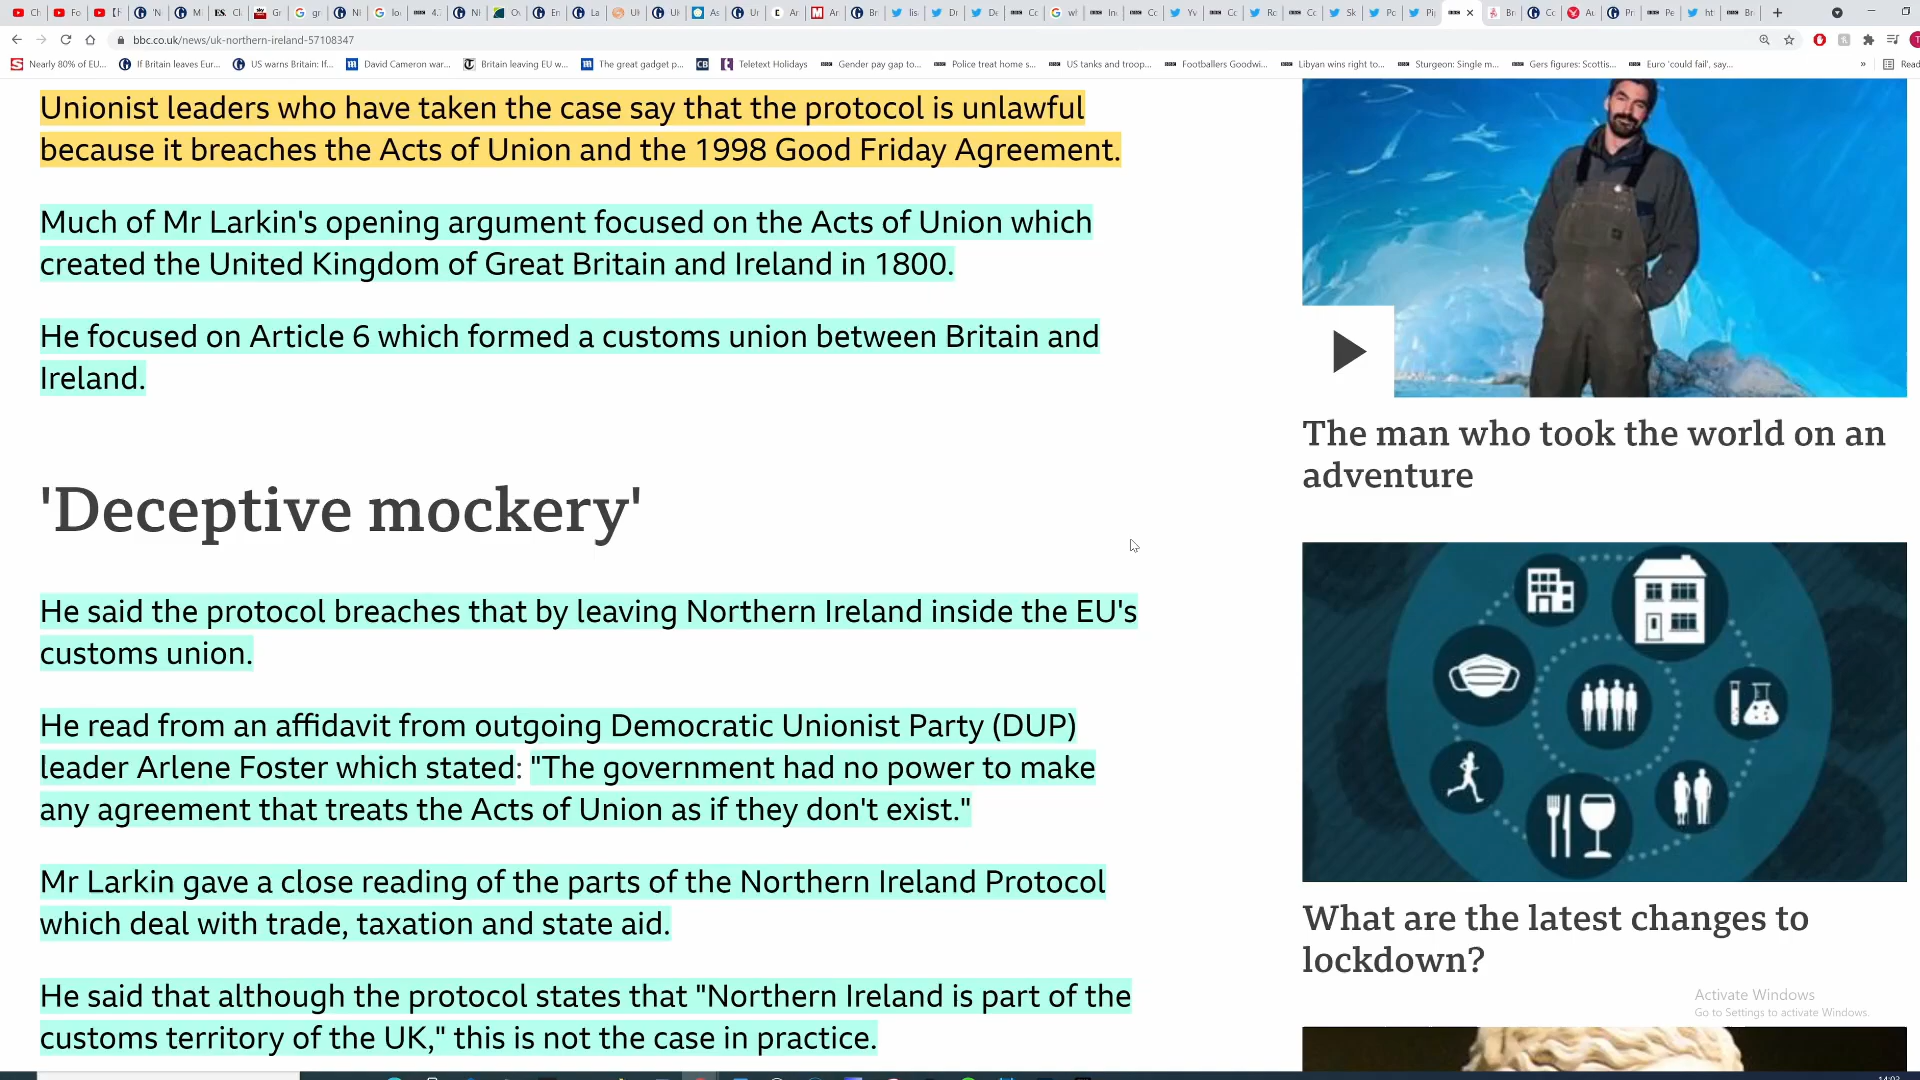 bbc.co.uk/news/uk-northern-ireland-57108347
Nearly 80% of EU...
If Britain leaves Eur...
US warns Britain: If...
David Cameron war...
Britain leaving EU w...
The great gadget p...
Teletext Holidays
Gender pay gap to...
Police treat home s...
US tanks and troop...
Footballers Goodwi...
Libyan wins right to...
Sturgeon: Single m...
Gers figures: Scottis...
Euro 'could fail', say...
»
Read
Unionist leaders who have taken the case say that the protocol is unlawful
because it breaches the Acts of Union and the 1998 Good Friday Agreement.
Much of Mr Larkin's opening argument focused on the Acts of Union which
created the United Kingdom of Great Britain and Ireland in 1800.
He focused on Article 6 which formed a customs union between Britain and
Ireland.
'Deceptive mockery'
He said the protocol breaches that by leaving Northern Ireland inside the EU's
customs union.
He read from an affidavit from outgoing Democratic Unionist Party (DUP)
leader Arlene Foster which stated: "The government had no power to make
any agreement that treats the Acts of Union as if they don't exist."
Mr Larkin gave a close reading of the parts of the Northern Ireland Protocol
which deal with trade, taxation and state aid.
He said that although the protocol states that "Northern Ireland is part of the
customs territory of the UK," this is not the case in practice.
The man who took the world on an
adventure
What are the latest changes to
lockdown?
Activate Windows
Go to Settings to activate Windows.